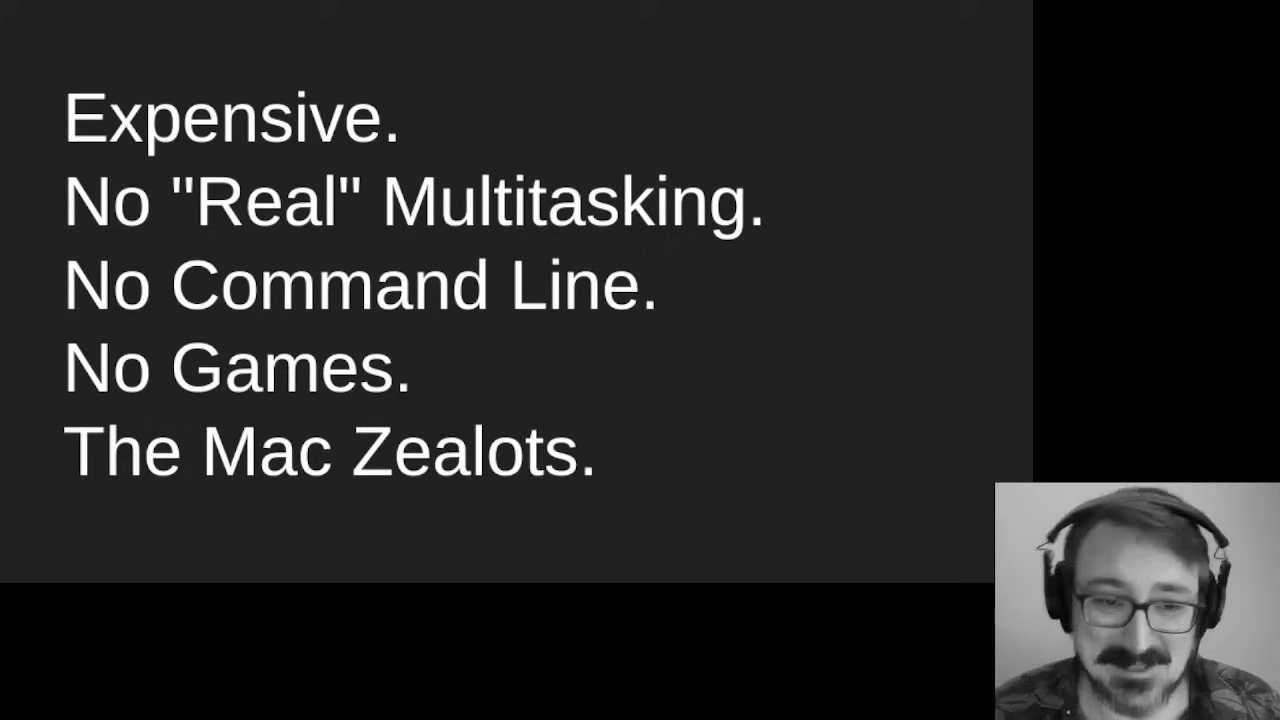 Expensive.
No "Real" Multitasking.
No Command Line.
No Games.
The Mac Zealots.